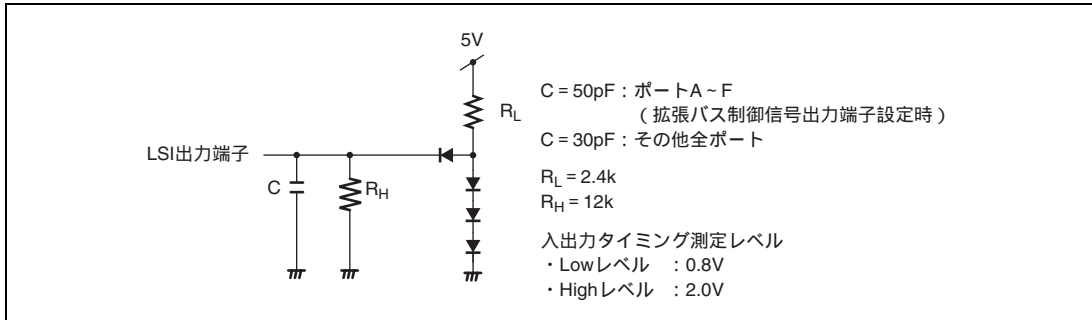 5V
R_L
LSI出力端子
C
R_H
C = 50pF : ポートA ~ F
（拡張バス制御信号出力端子設定時）
C = 30pF : その他全ポート
R_L = 2.4k
R_H = 12k
入出力タイミング測定レベル
・Lowレベル : 0.8V
・Highレベル : 2.0V